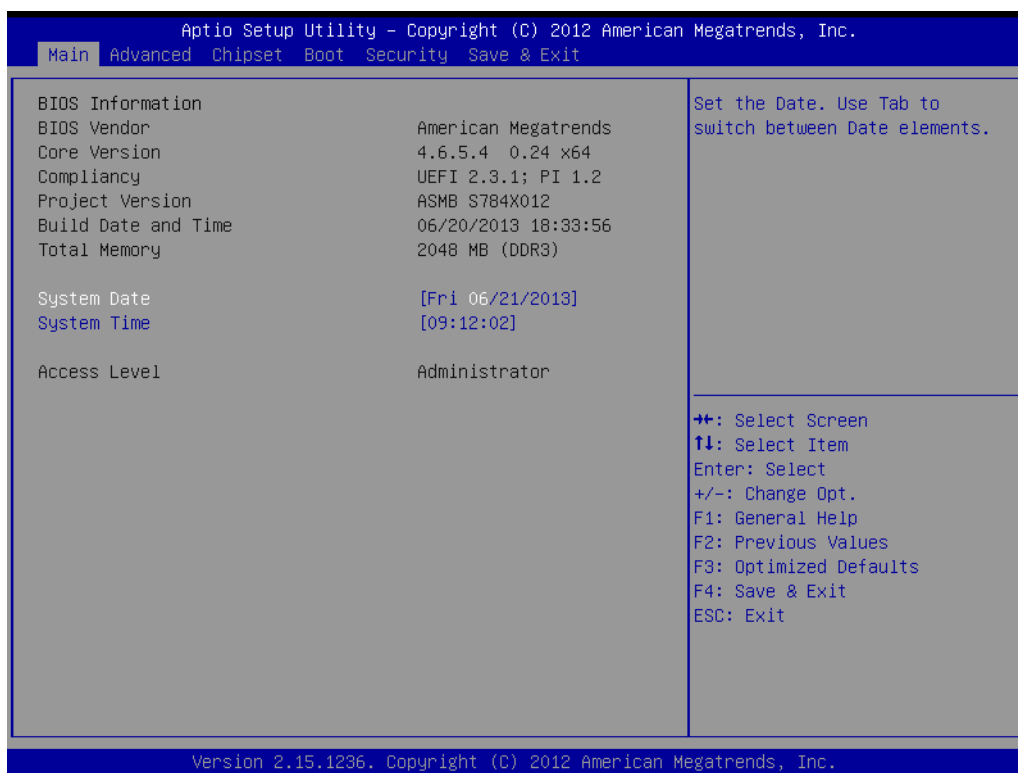 Aptio Setup Utility – Copyright (C) 2012 American Megatrends, Inc.
Main Advanced Chipset Boot Security Save & Exit
BIOS Information
BIOS Vendor American Megatrends
Core Version 4.6.5.4 0.24 x64
Compliancy UEFI 2.3.1; PI 1.2
Project Version ASMB S784X012
Build Date and Time 06/20/2013 18:33:56
Total Memory 2048 MB (DDR3)
System Date [Fri 06/21/2013]
System Time [09:12:02]
Access Level Administrator
Set the Date. Use Tab to
switch between Date elements.
→←: Select Screen
↑↓: Select Item
Enter: Select
+/-: Change Opt.
F1: General Help
F2: Previous Values
F3: Optimized Defaults
F4: Save & Exit
ESC: Exit
Version 2.15.1236. Copyright (C) 2012 American Megatrends, Inc.